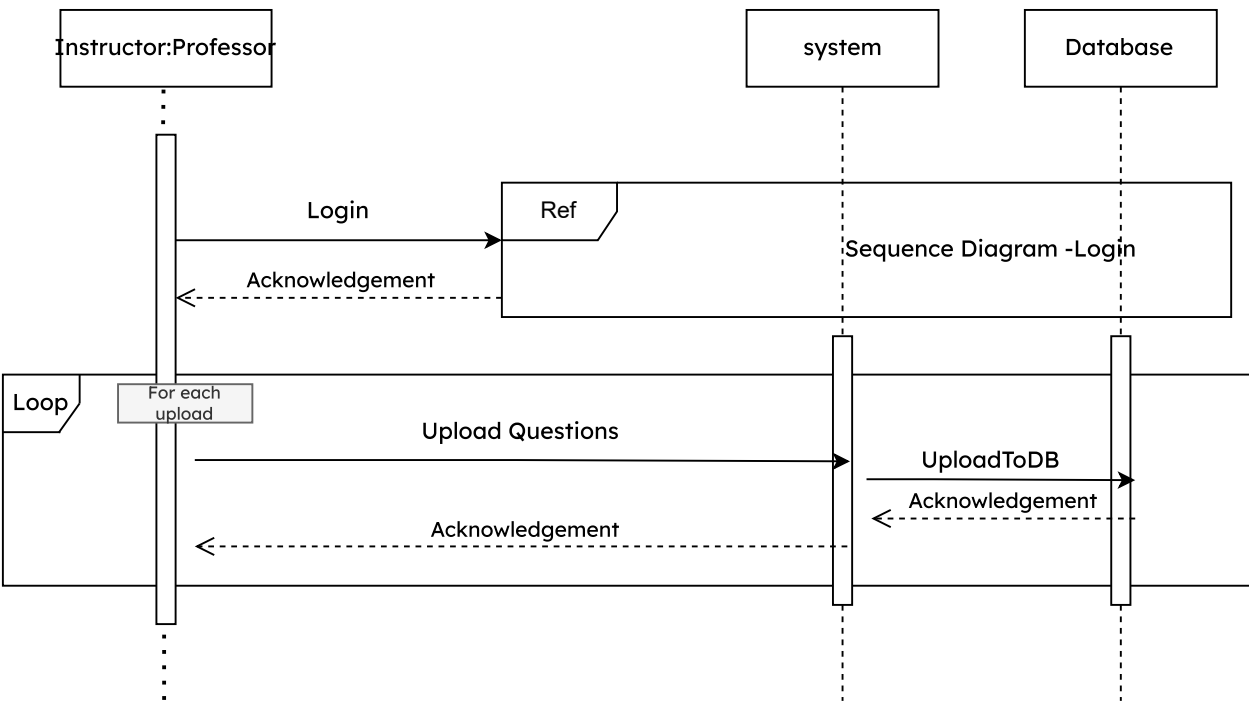 Instructor:Professor
system
Database
Login
Ref
Sequence Diagram -Login
Acknowledgement
For each
upload
Loop
Upload Questions
UploadToDB
Acknowledgement
Acknowledgement